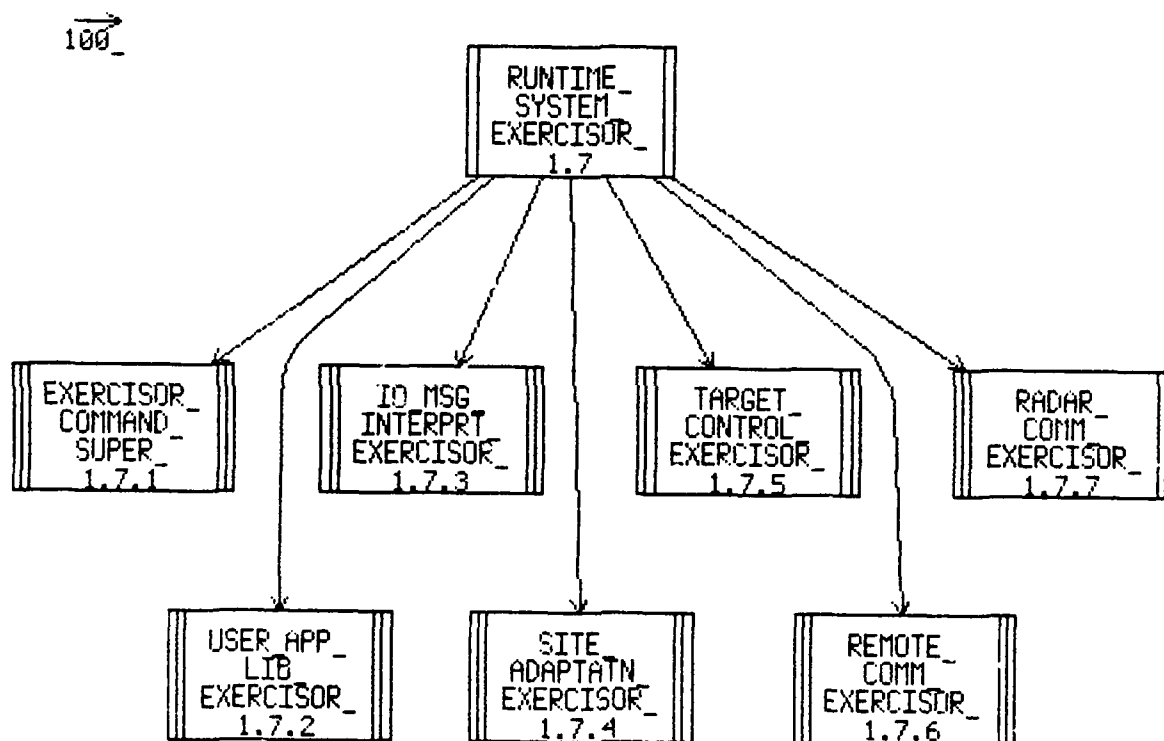 100_
RUNTIME_
SYSTEM_
EXERCISOR_
1.7
EXERCISOR_
COMMAND_
SUPER_
1.7.1
IO_MSG_
INTERPRT_
EXERCISOR_
1.7.3
TARGET_
CONTROL_
EXERCISOR_
1.7.5
RADAR_
COMM_
EXERCISOR_
1.7.7
USER_APP_
LIB_
EXERCISOR_
1.7.2
SITE_
ADAPTATN_
EXERCISOR_
1.7.4
REMOTE_
COMM_
EXERCISOR_
1.7.6